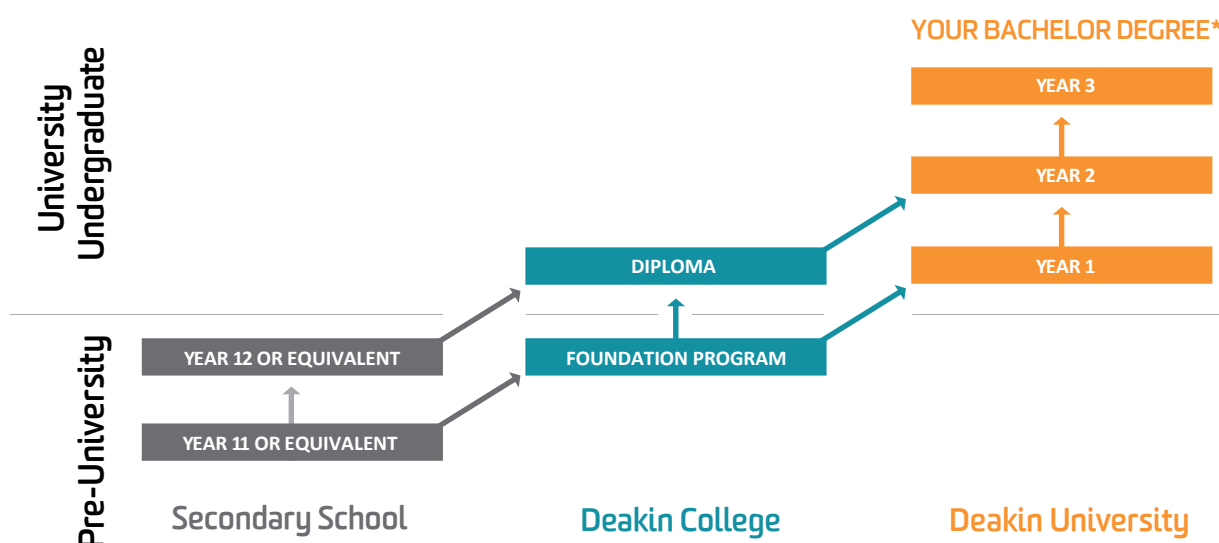 YOUR BACHELOR DEGREE*
University
Undergraduate
YEAR 3
YEAR 2
DIPLOMA
YEAR 1
Pre-University
YEAR 12 OR EQUIVALENT
FOUNDATION PROGRAM
YEAR 11 OR EQUIVALENT
Secondary School
Deakin College
Deakin University